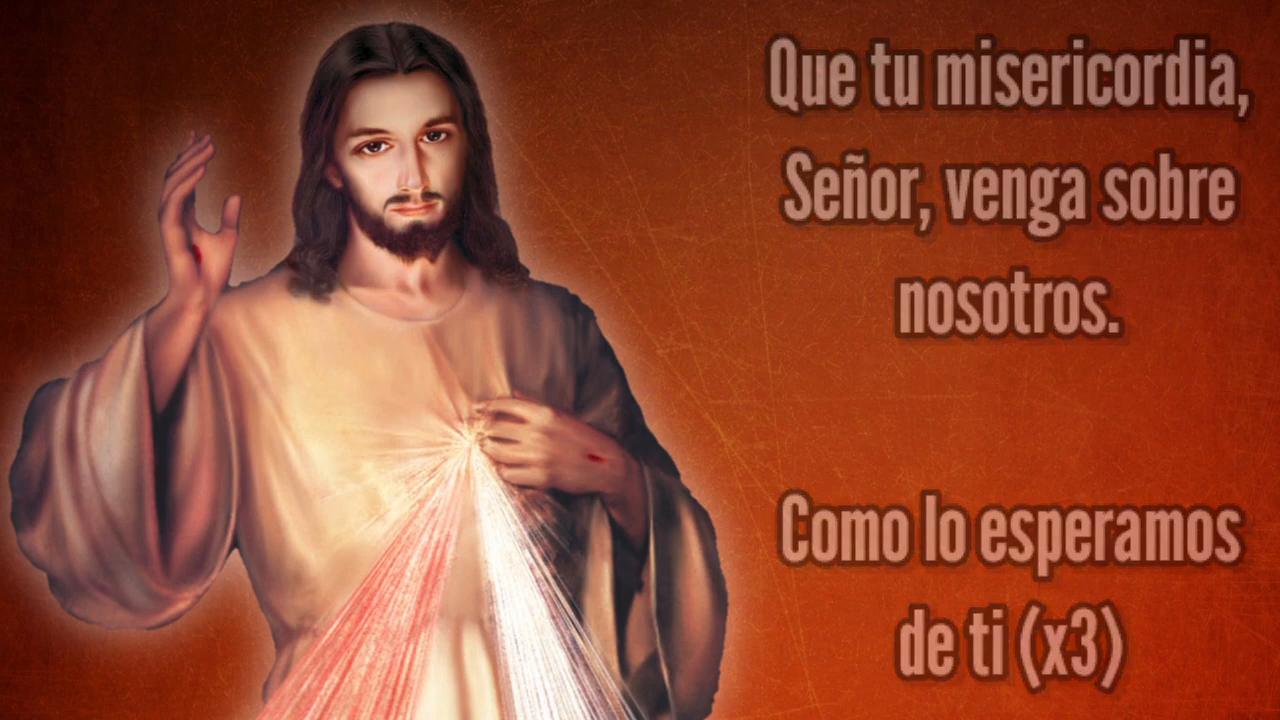 Que tu misericordia,
Señor, venga sobre
nosotros.
Como lo esperamos
de ti (x3)